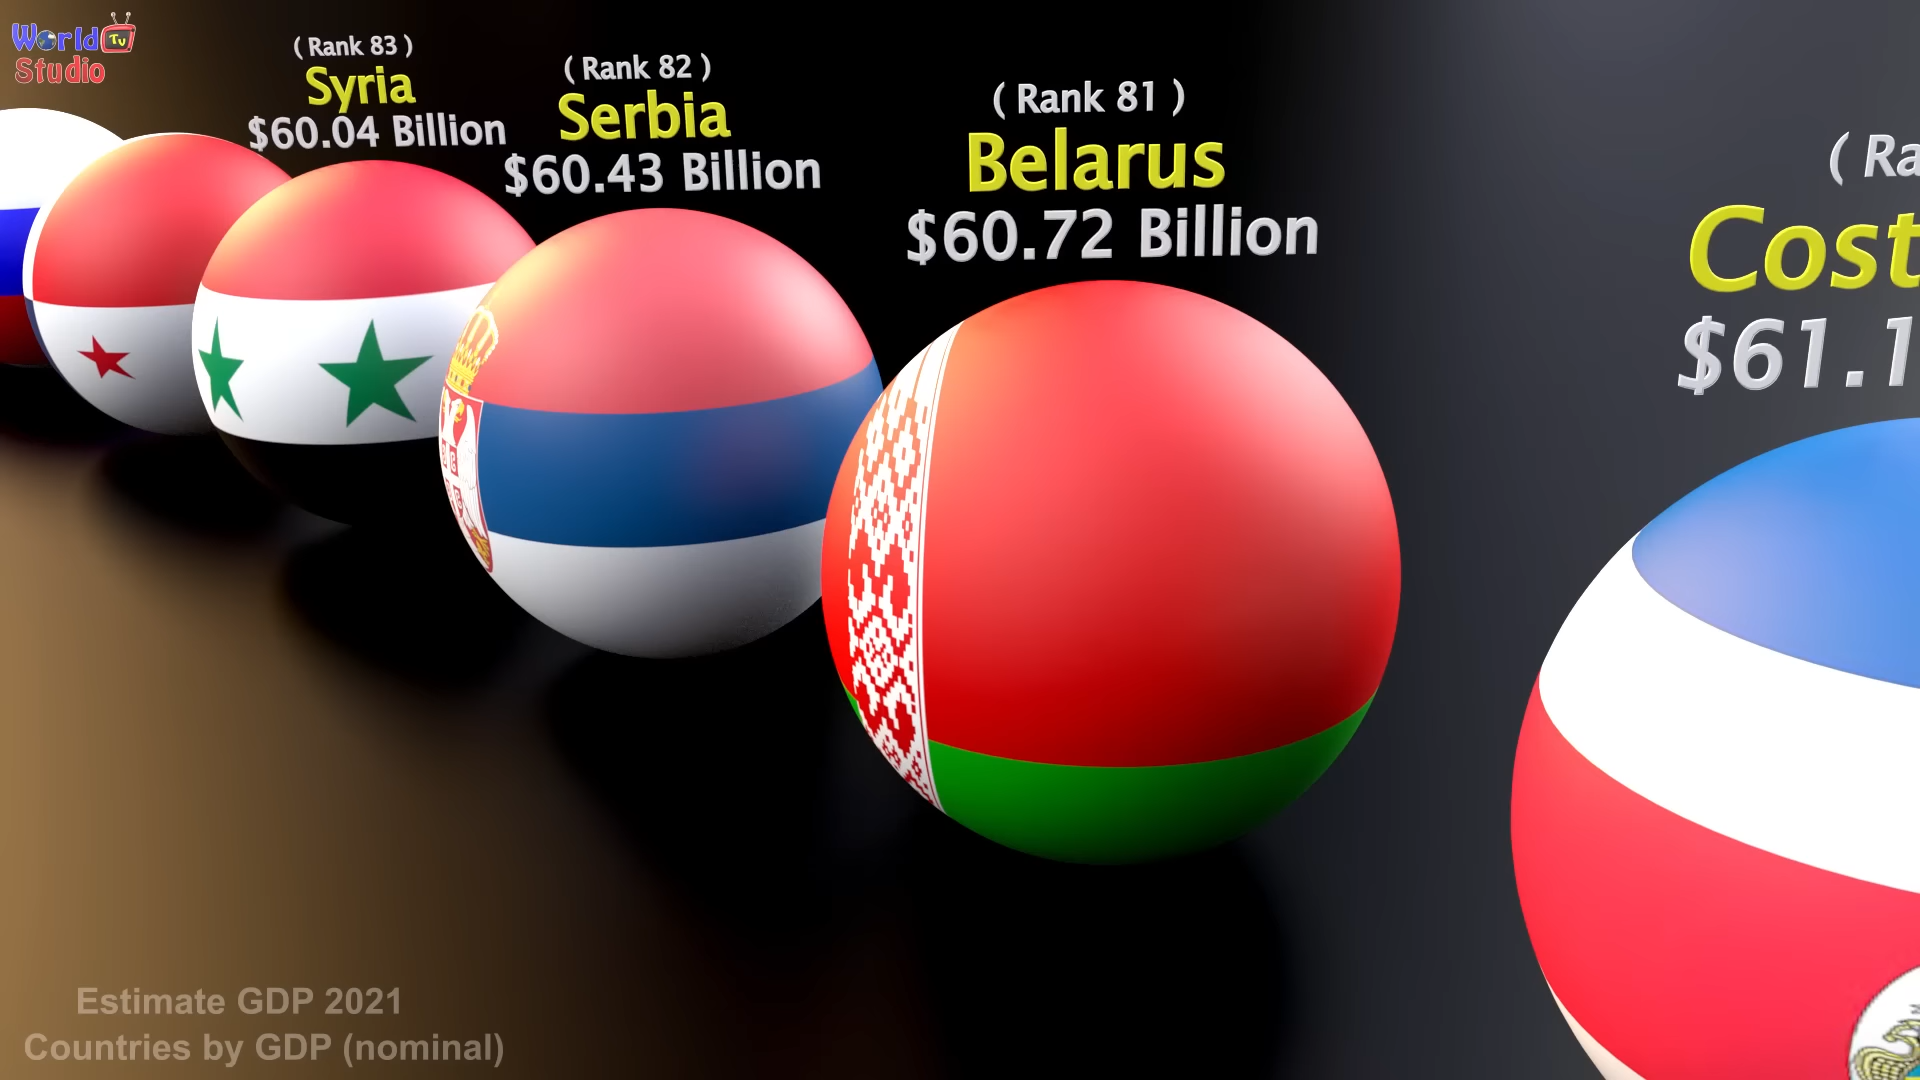 World Tv
Studio
( Rank 83 )
Syria
$60.04 Billion
( Rank 82 )
Serbia
$60.43 Billion
( Rank 81 )
Belarus
$60.72 Billion
( Ra
Cost
$61.1
Estimate GDP 2021
Countries by GDP (nominal)